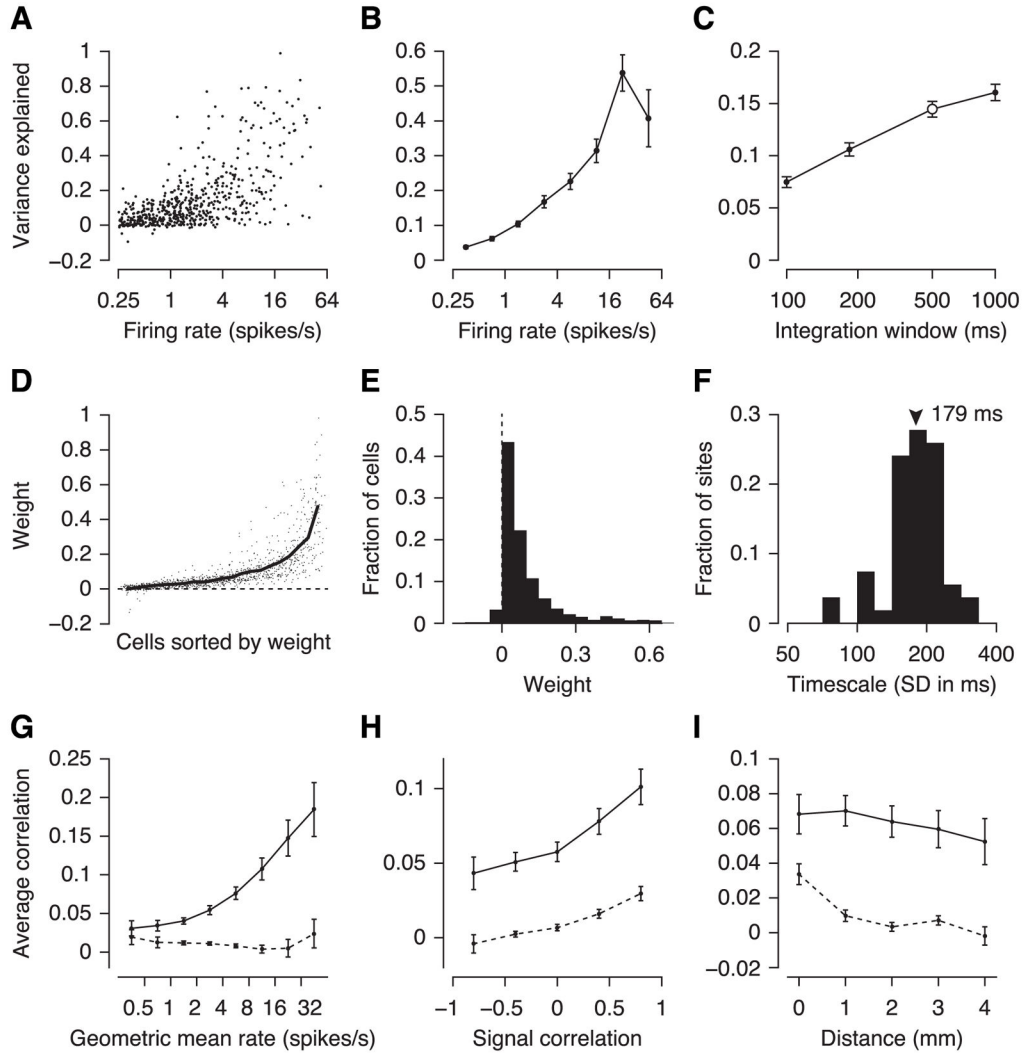 A
Variance explained
1
0.8
0.6
0.4
0.2
0
−0.2
0.25 1 4 16 64
Firing rate (spikes/s)
B
0.6
0.5
0.4
0.3
0.2
0.1
0
0.25 1 4 16 64
Firing rate (spikes/s)
C
0.2
0.15
0.1
0.05
0
100 200 500 1000
Integration window (ms)
D
Weight
1
0.8
0.6
0.4
0.2
0
−0.2
Cells sorted by weight
E
Fraction of cells
0.5
0.4
0.3
0.2
0.1
0
0 0.3 0.6
Weight
F
Fraction of sites
0.3
0.2
0.1
0
179 ms
50 100 200 400
Timescale (SD in ms)
G
Average correlation
0.25
0.2
0.15
0.1
0.05
0
0.5 1 2 4 8 16 32
Geometric mean rate (spikes/s)
H
0.1
0.05
0
−1 −0.5 0 0.5 1
Signal correlation
I
0.1
0.08
0.06
0.04
0.02
0
−0.02
0 1 2 3 4
Distance (mm)